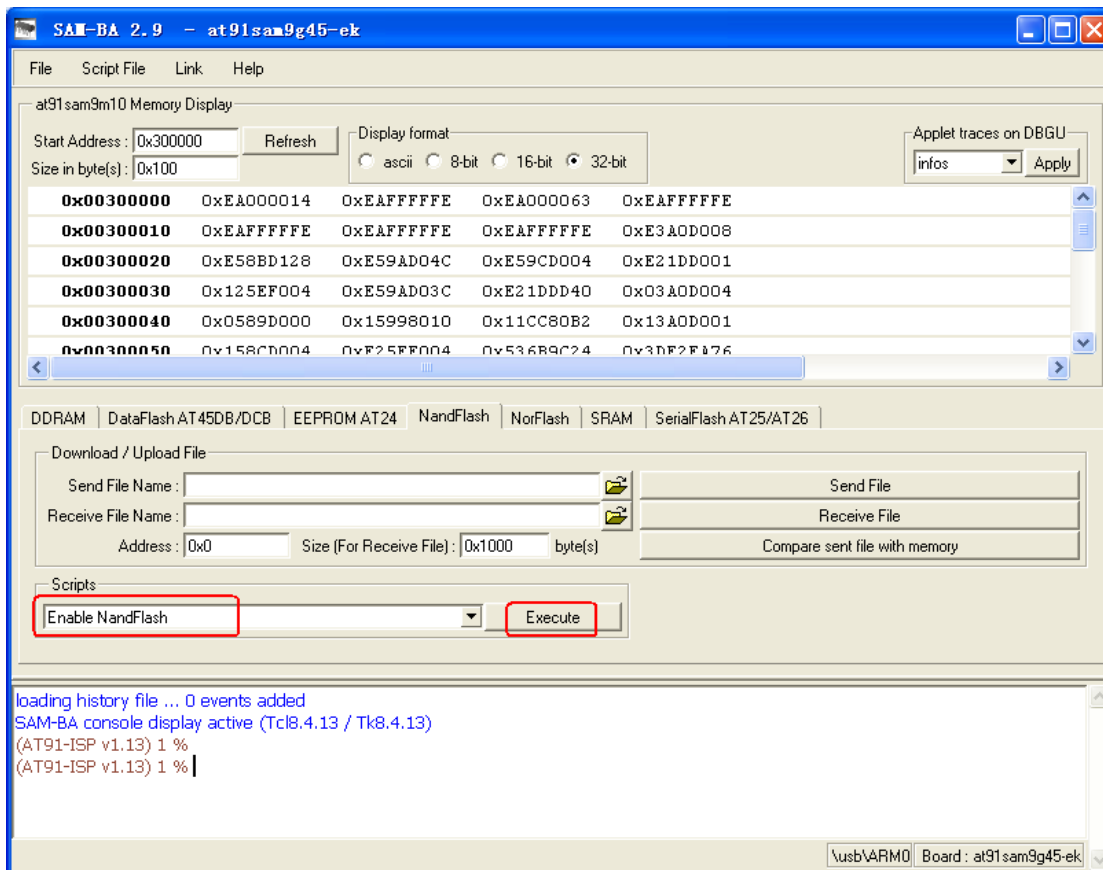 SAM-BA 2.9 - at91sam9g45-ek
File Script File Link Help
at91sam9m10 Memory Display
Start Address : 0x300000 Refresh
Size in byte(s) : 0x100
Display format
ascii 8-bit 16-bit 32-bit
Applet traces on DBGU
infos Apply
0x00300000 0xEA000014 0xEAFFFFFE 0xEA000063 0xEAFFFFFE
0x00300010 0xEAFFFFFE 0xEAFFFFFE 0xEAFFFFFE 0xE3A0D008
0x00300020 0xE58BD128 0xE59AD04C 0xE59CD004 0xE21DD001
0x00300030 0x125EF004 0xE59AD03C 0xE21DDD40 0x03A0D004
0x00300040 0x0589D000 0x15998010 0x11CC80B2 0x13A0D001
0x00300050 0x158CD004 0xE25EF004 0x536B9C24 0x3DF2FA76
DDRAM DataFlash AT45DB/DCB EEPROM AT24 NandFlash NorFlash SRAM SerialFlash AT25/AT26
Download / Upload File
Send File Name : Send File
Receive File Name : Receive File
Address : 0x0 Size (For Receive File) : 0x1000 byte(s) Compare sent file with memory
Scripts
Enable NandFlash Execute
loading history file ... 0 events added
SAM-BA console display active (Tcl8.4.13 / Tk8.4.13)
(AT91-ISP v1.13) 1 %
(AT91-ISP v1.13) 1 %
\usb\ARM0 Board : at91sam9g45-ek